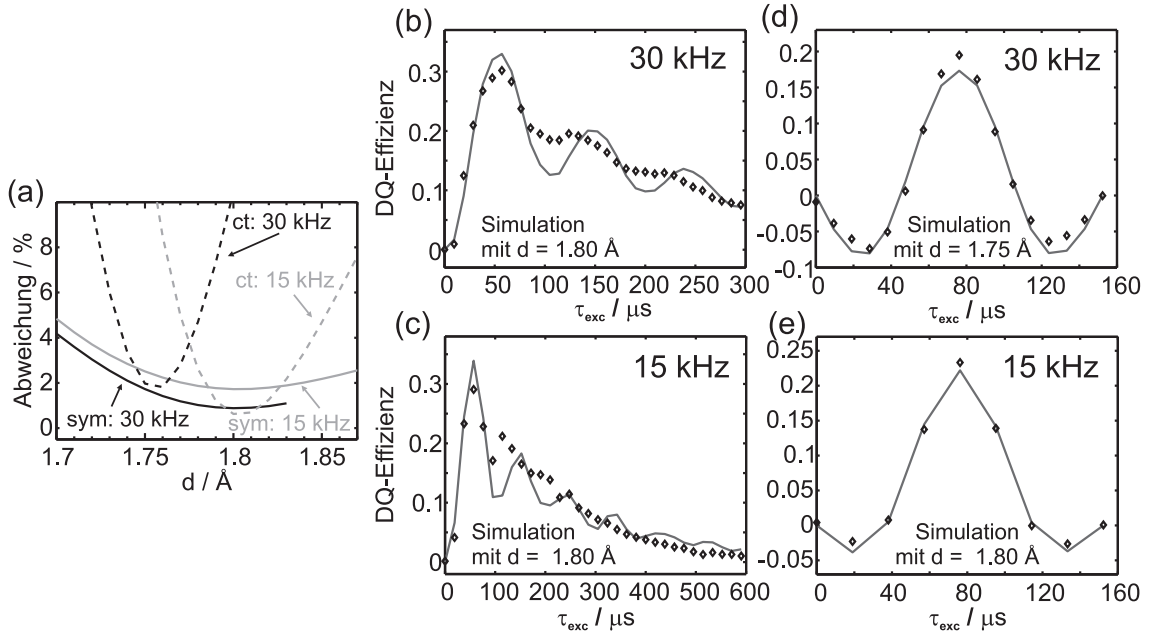 (a)
Abweichung / %
8
6
4
2
0
1.7
1.75
1.8
1.85
d / Å
ct: 30 kHz
ct: 15 kHz
sym: 30 kHz
sym: 15 kHz
(b)
30 kHz
DQ-Effizienz
0.3
0.2
0.1
0
Simulation
mit d = 1.80 Å
0 50 100 150 200 250 300
τexc / μs
(c)
15 kHz
DQ-Effizienz
0.3
0.2
0.1
0
Simulation
mit d = 1.80 Å
0 100 200 300 400 500 600
τexc / μs
(d)
30 kHz
0.2
0.15
0.1
0.05
0
-0.05
-0.1
Simulation
mit d = 1.75 Å
0 40 80 120 160
τexc / μs
(e)
15 kHz
0.25
0.20
0.15
0.10
0.05
0
-0.05
Simulation
mit d = 1.80 Å
0 40 80 120 160
τexc / μs